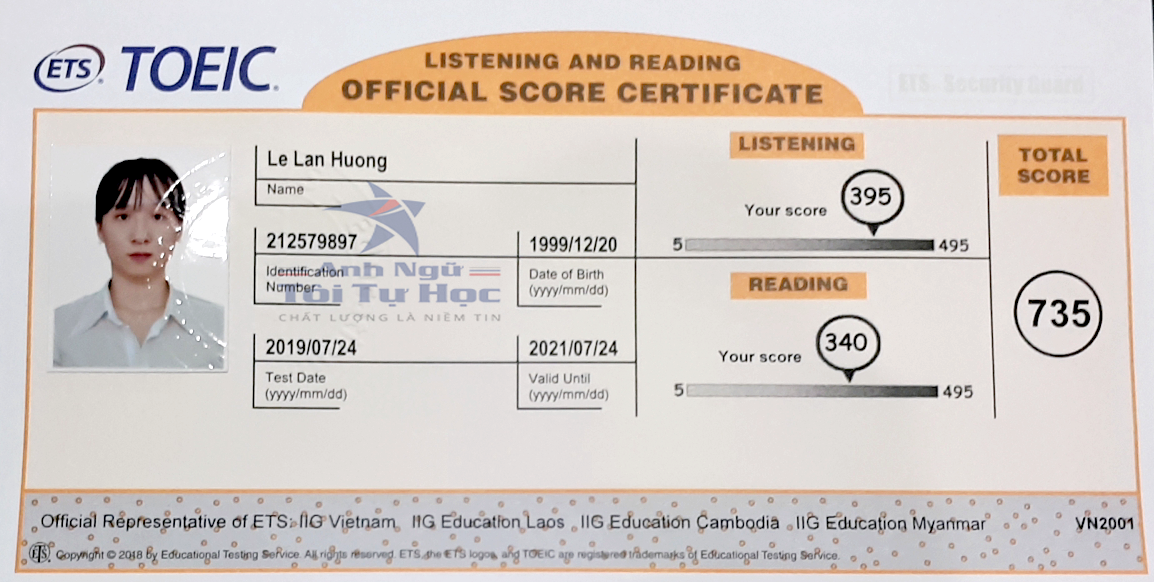 ETS® TOEIC®
LISTENING AND READING
OFFICIAL SCORE CERTIFICATE
ETS. Security Guard
Le Lan Huong
Name
212579897
Identification
Number
1999/12/20
Date of Birth
(yyyy/mm/dd)
Anh Ngữ
Tôi Tự Học
CHẤT LƯỢNG LÀ NIỀM TIN
2019/07/24
Test Date
(yyyy/mm/dd)
2021/07/24
Valid Until
(yyyy/mm/dd)
LISTENING
Your score 395
5 495
READING
Your score 340
5 495
TOTAL
SCORE
735
Official Representative of ETS: IIG Vietnam IIG Education Laos IIG Education Cambodia IIG Education Myanmar VN2001
ETS. Copyright © 2018 by Educational Testing Service. All rights reserved. ETS, the ETS logos, and TOEIC are registered trademarks of Educational Testing Service.